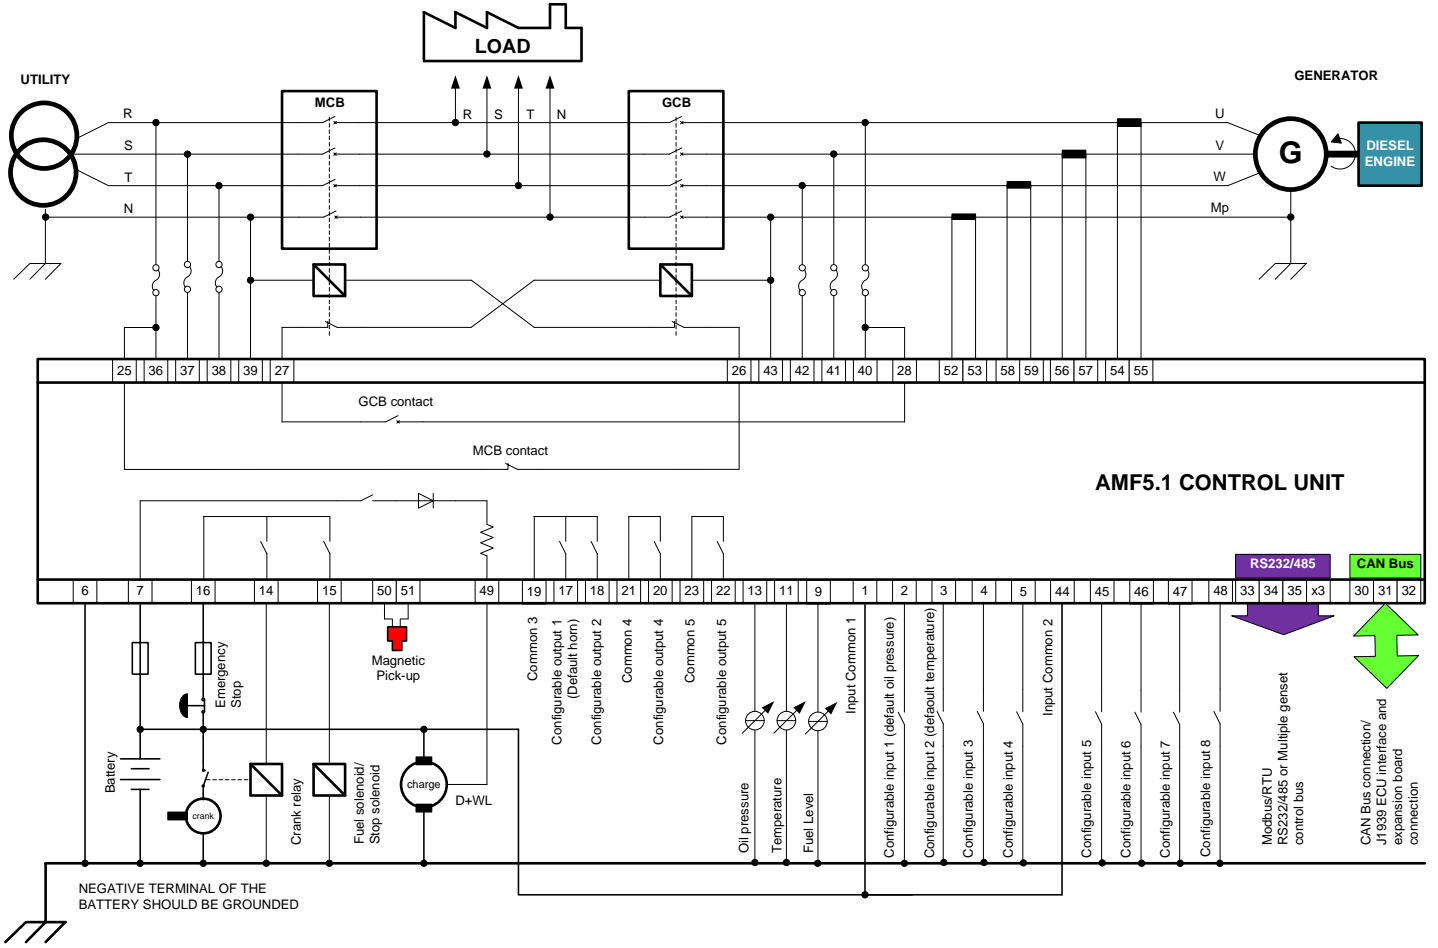 LOAD
UTILITY
GENERATOR
MCB
GCB
R
R S T N
U
S
V
T
W
N
Mp
G
DIESEL
ENGINE
25 36 37 38 39 27 26 43 42 41 40 28 52 53 58 59 56 57 54 55
GCB contact
MCB contact
AMF5.1 CONTROL UNIT
RS232/485
CAN Bus
6 7 16 14 15 50 51 49 19 17 18 21 20 23 22 13 11 9 1 2 3 4 5 44 45 46 47 48 33 34 35 x3 30 31 32
Magnetic
Pick-up
Emergency
Stop
Battery
crank
Crank relay
Fuel solenoid/
Stop solenoid
charge
D+WL
Common 3
Configurable output 1
(Default horn)
Configurable output 2
Common 4
Configurable output 4
Common 5
Configurable output 5
Oil pressure
Temperature
Fuel Level
Input Common 1
Configurable input 1 (default oil pressure)
Configurable input 2 (defaould temperature)
Configurable input 3
Configurable input 4
Input Common 2
Configurable input 5
Configurable input 6
Configurable input 7
Configurable input 8
Modbus/RTU
RS232/485 or Multiple genset
control bus
CAN Bus connection/
J1939 ECU interface and
expansion board
connection
NEGATIVE TERMINAL OF THE
BATTERY SHOULD BE GROUNDED